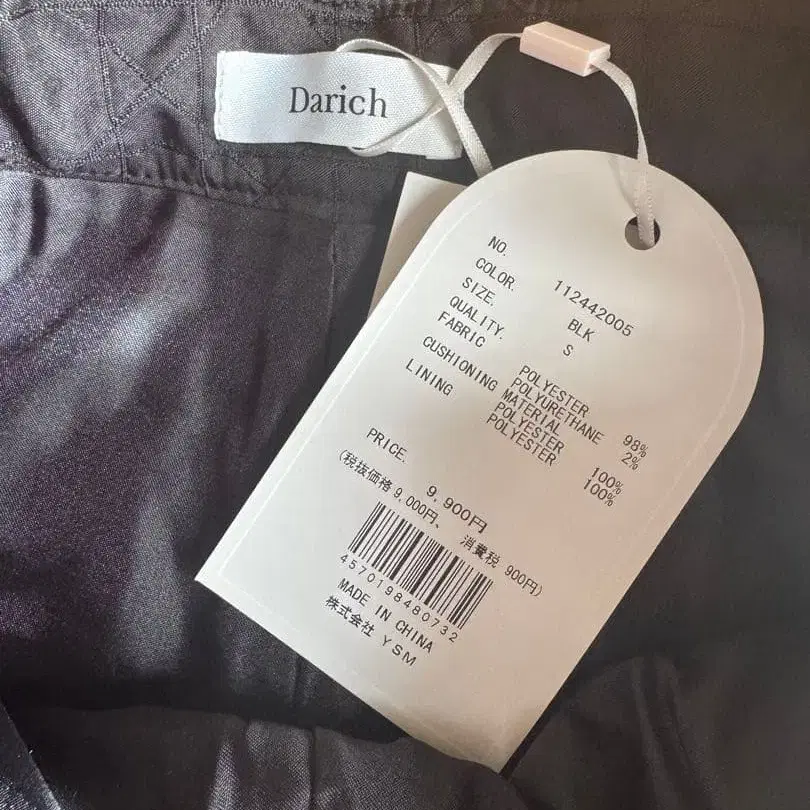 Darich
NO. 112442005
COLOR. BLK
SIZE. S
QUALITY.
FABRIC POLYESTER 98%
POLYURETHANE 2%
CUSHIONING MATERIAL
POLYESTER 100%
LINING POLYESTER 100%
PRICE. 9,900円
(税抜価格 9,000円、 消費税 900円)
4570198480732
MADE IN CHINA
株式会社 YSM